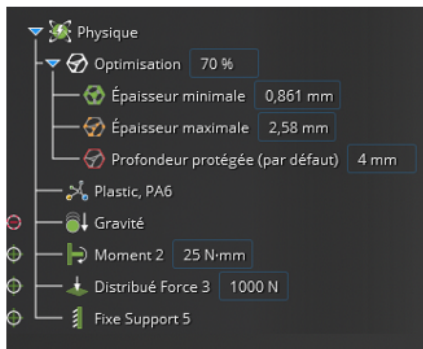 Physique
Optimisation 70 %
Épaisseur minimale 0,861 mm
Épaisseur maximale 2,58 mm
Profondeur protégée (par défaut) 4 mm
Plastic, PA6
Gravité
Moment 2 25 N·mm
Distribué Force 3 1000 N
Fixe Support 5